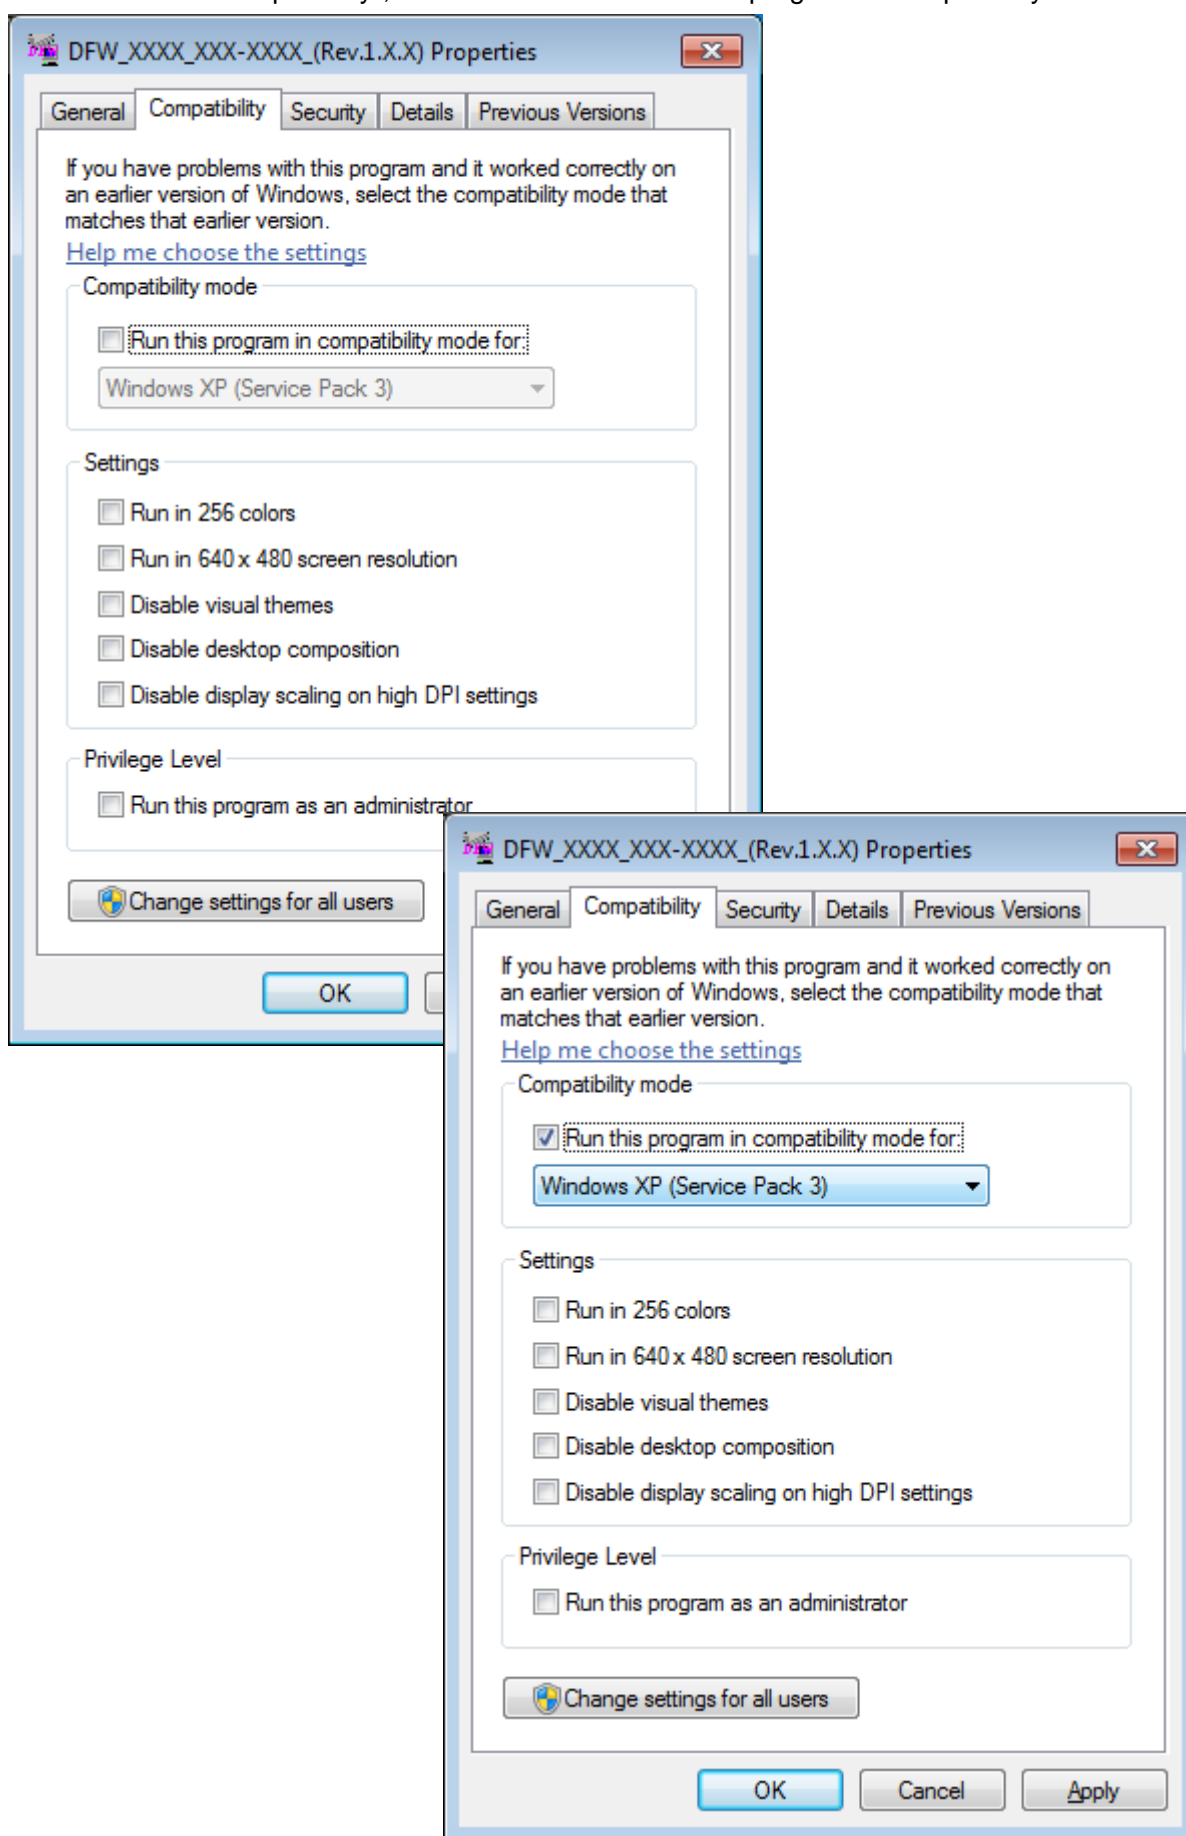 DFW_XXXX_XXX-XXXX_(Rev.1.X.X) Properties
General Compatibility Security Details Previous Versions
If you have problems with this program and it worked correctly on
an earlier version of Windows, select the compatibility mode that
matches that earlier version.
Help me choose the settings
Compatibility mode
Run this program in compatibility mode for:
Windows XP (Service Pack 3)
Settings
Run in 256 colors
Run in 640 x 480 screen resolution
Disable visual themes
Disable desktop composition
Disable display scaling on high DPI settings
Privilege Level
Run this program as an administrator
Change settings for all users
OK
DFW_XXXX_XXX-XXXX_(Rev.1.X.X) Properties
General Compatibility Security Details Previous Versions
If you have problems with this program and it worked correctly on
an earlier version of Windows, select the compatibility mode that
matches that earlier version.
Help me choose the settings
Compatibility mode
Run this program in compatibility mode for:
Windows XP (Service Pack 3)
Settings
Run in 256 colors
Run in 640 x 480 screen resolution
Disable visual themes
Disable desktop composition
Disable display scaling on high DPI settings
Privilege Level
Run this program as an administrator
Change settings for all users
OK Cancel Apply